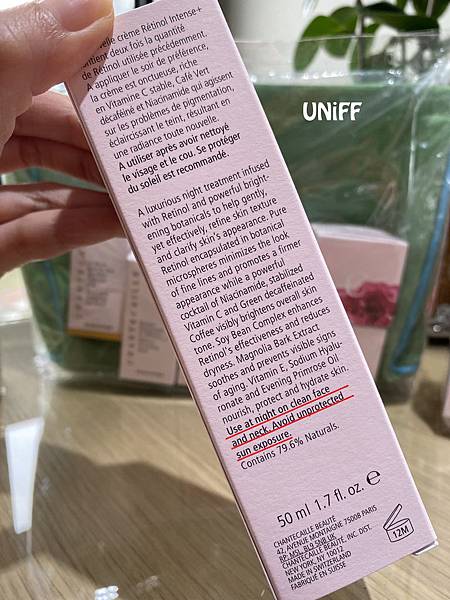 velle crème Rétinol Intense+
ntient deux fois la quantité
de Rétinol utilisée précédemment.
À appliquer le soir de préférence,
la crème est onctueuse, riche
en Vitamine C stable, Café Vert
décaféiné et Niacinamide qui agissent
sur les problèmes de pigmentation,
éclaircissant le teint, résultant en
une radiance toute nouvelle.
À utiliser après avoir nettoyé
le visage et le cou. Se protéger
du soleil est recommandé.
A luxurious night treatment infused
with Retinol and powerful bright-
ening botanicals to help gently,
yet effectively, refine skin texture
and clarify skin's appearance. Pure
Retinol encapsulated in botanical
microspheres minimizes the look
of fine lines and promotes a firmer
appearance while a powerful
cocktail of Niacinamide, stabilized
Vitamin C and Green decaffeinated
Coffee visibly brightens overall skin
tone. Soy Bean Complex enhances
Retinol's effectiveness and reduces
dryness. Magnolia Bark Extract
soothes and prevents visible signs
of aging. Vitamin E, Sodium Hyalu-
ronate and Evening Primrose Oil
nourish, protect and hydrate skin.
Use at night on clean face
and neck. Avoid unprotected
sun exposure.
Contains 79.6% Naturals.
50 ml 1.7 fl. oz. ℮
CHANTECAILLE BEAUTÉ
42, AVENUE MONTAIGNE 75008 PARIS
RP: MSL, BL9 5NJ, UK
CHANTECAILLE BEAUTÉ, INC. DIST.
NEW YORK, NY 10012
MADE IN SWITZERLAND
FABRIQUÉ EN SUISSE
12M
UNiFF